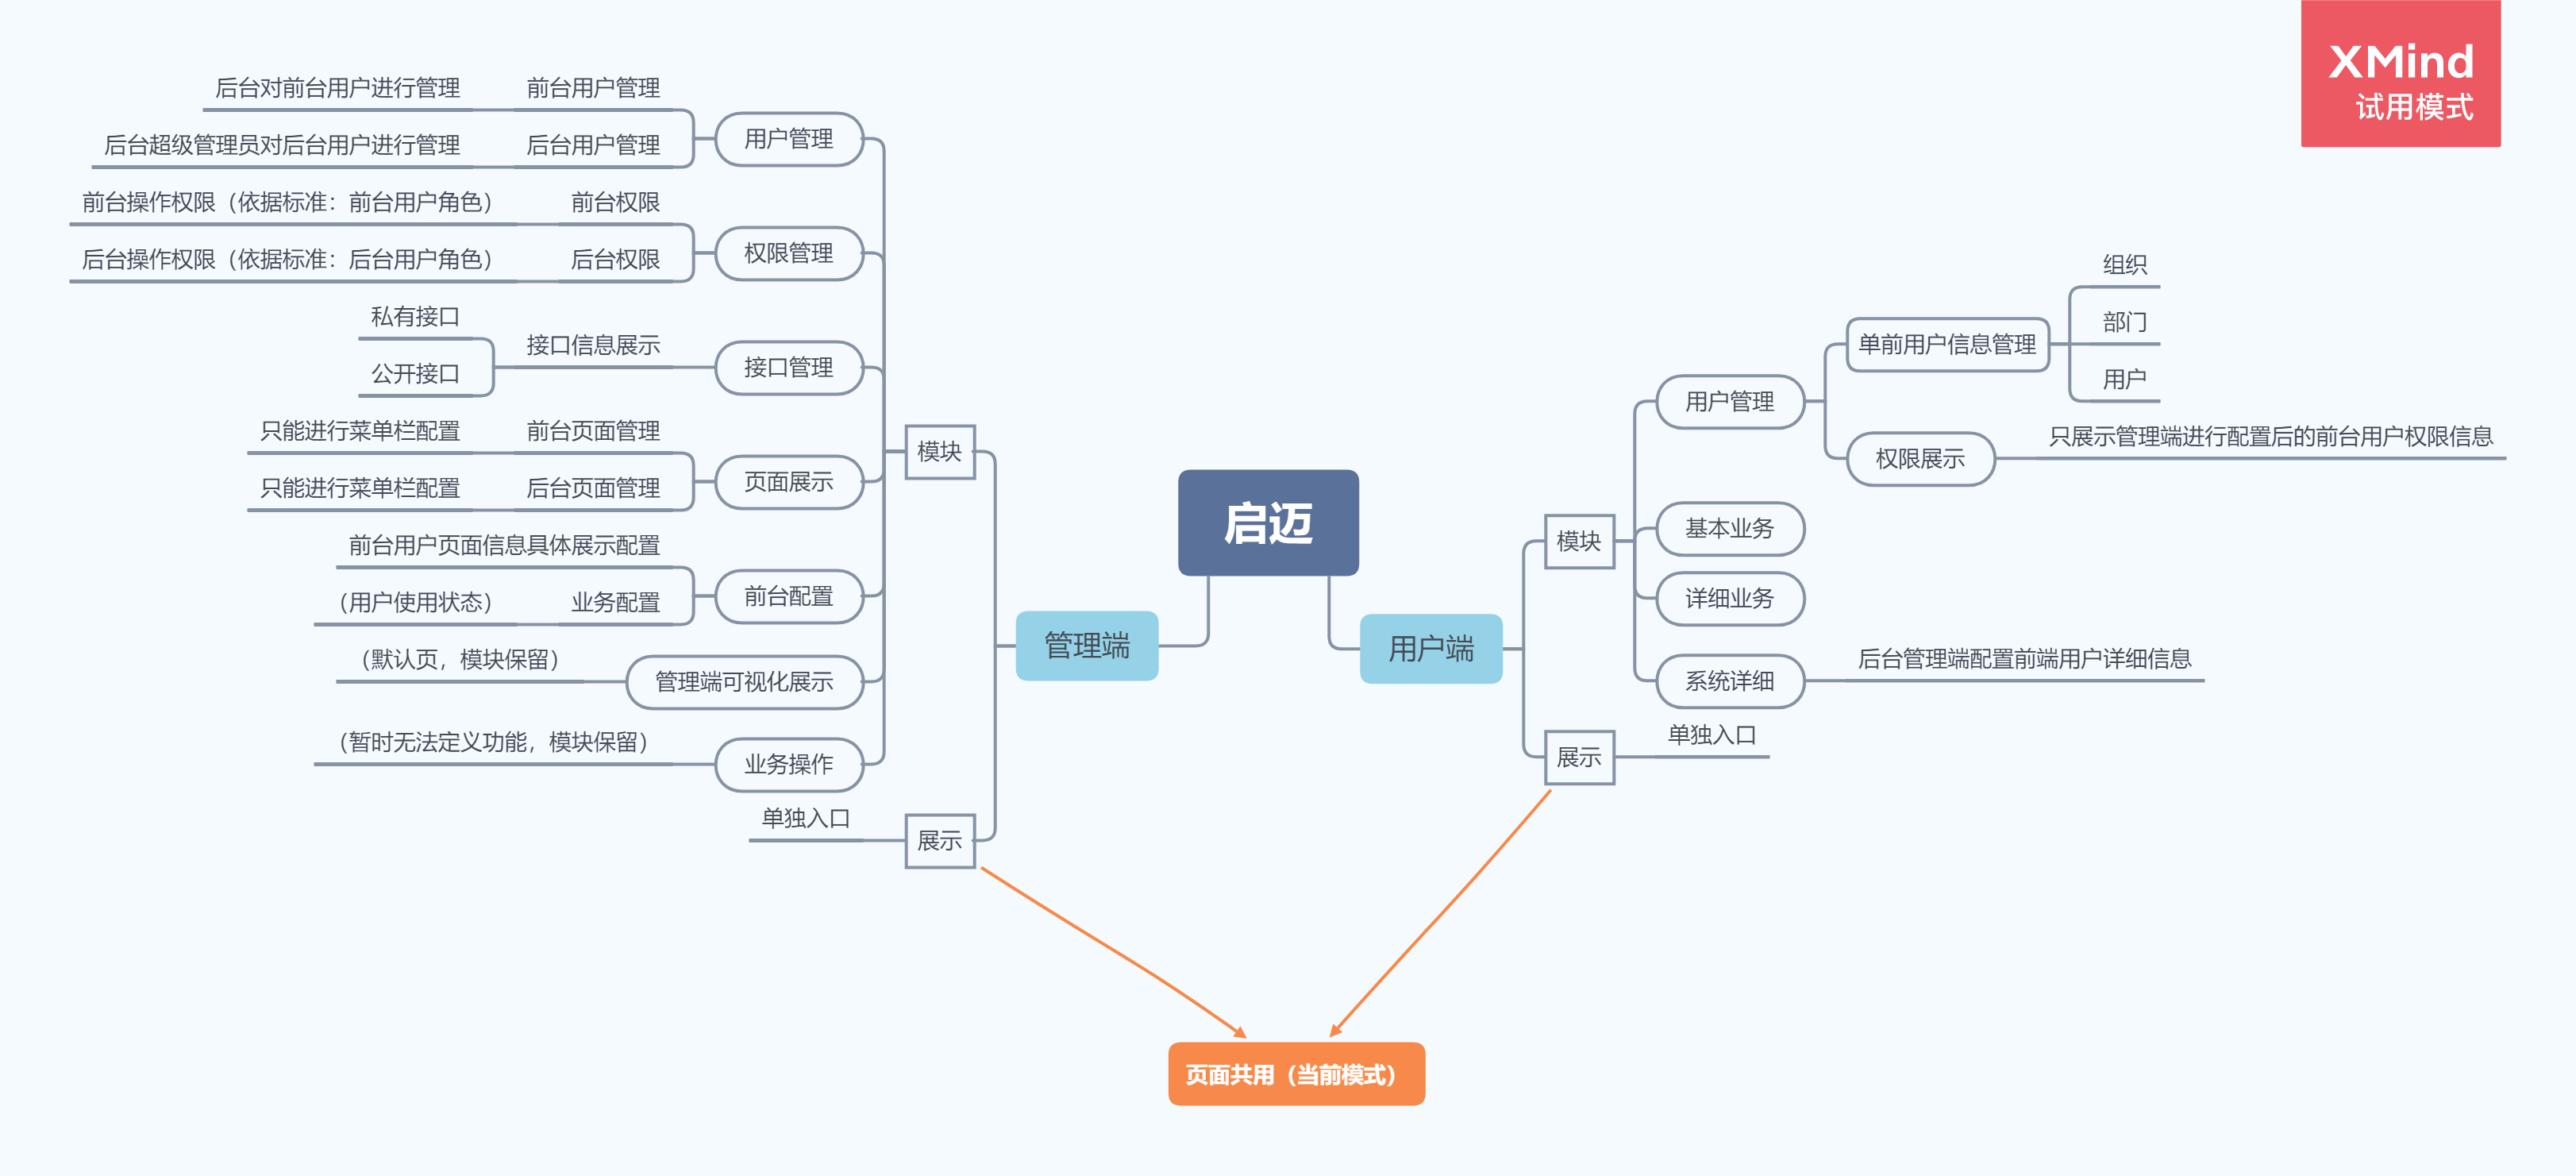 XMind
试用模式
启迈
管理端
模块
用户管理
前台用户管理
后台对前台用户进行管理
后台用户管理
后台超级管理员对后台用户进行管理
权限管理
前台权限
前台操作权限（依据标准：前台用户角色）
后台权限
后台操作权限（依据标准：后台用户角色）
接口管理
接口信息展示
私有接口
公开接口
页面展示
前台页面管理
只能进行菜单栏配置
后台页面管理
只能进行菜单栏配置
前台配置
前台用户页面信息具体展示配置
业务配置
（用户使用状态）
管理端可视化展示
（默认页，模块保留）
业务操作
（暂时无法定义功能，模块保留）
展示
单独入口
用户端
模块
用户管理
单前用户信息管理
组织
部门
用户
权限展示
只展示管理端进行配置后的前台用户权限信息
基本业务
详细业务
系统详细
后台管理端配置前端用户详细信息
展示
单独入口
页面共用（当前模式）